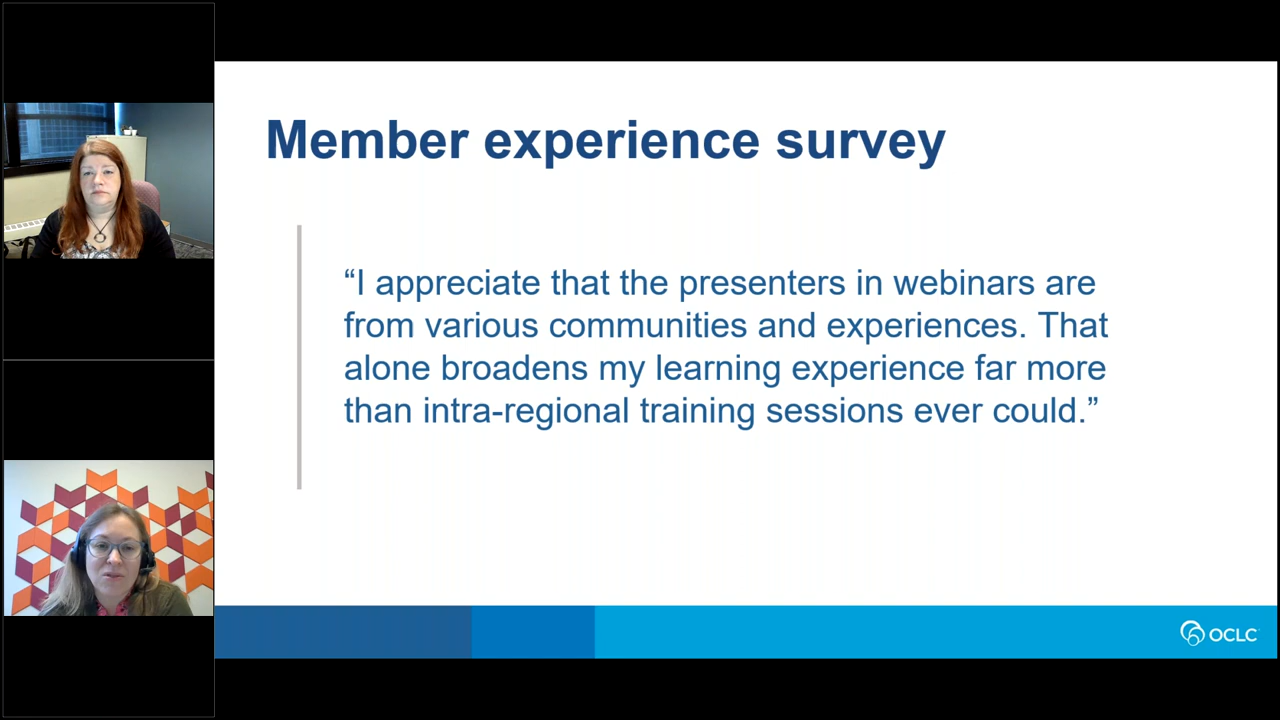 Member experience survey
“I appreciate that the presenters in webinars are
from various communities and experiences. That
alone broadens my learning experience far more
than intra-regional training sessions ever could.”
OCLC